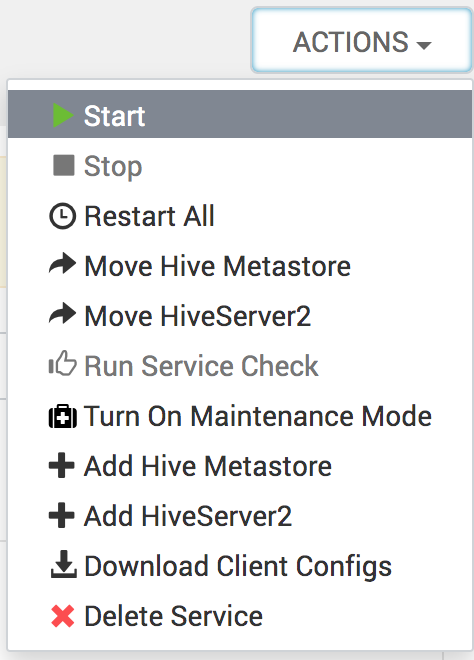 ACTIONS
Start
Stop
Restart All
Move Hive Metastore
Move HiveServer2
Run Service Check
Turn On Maintenance Mode
Add Hive Metastore
Add HiveServer2
Download Client Configs
Delete Service